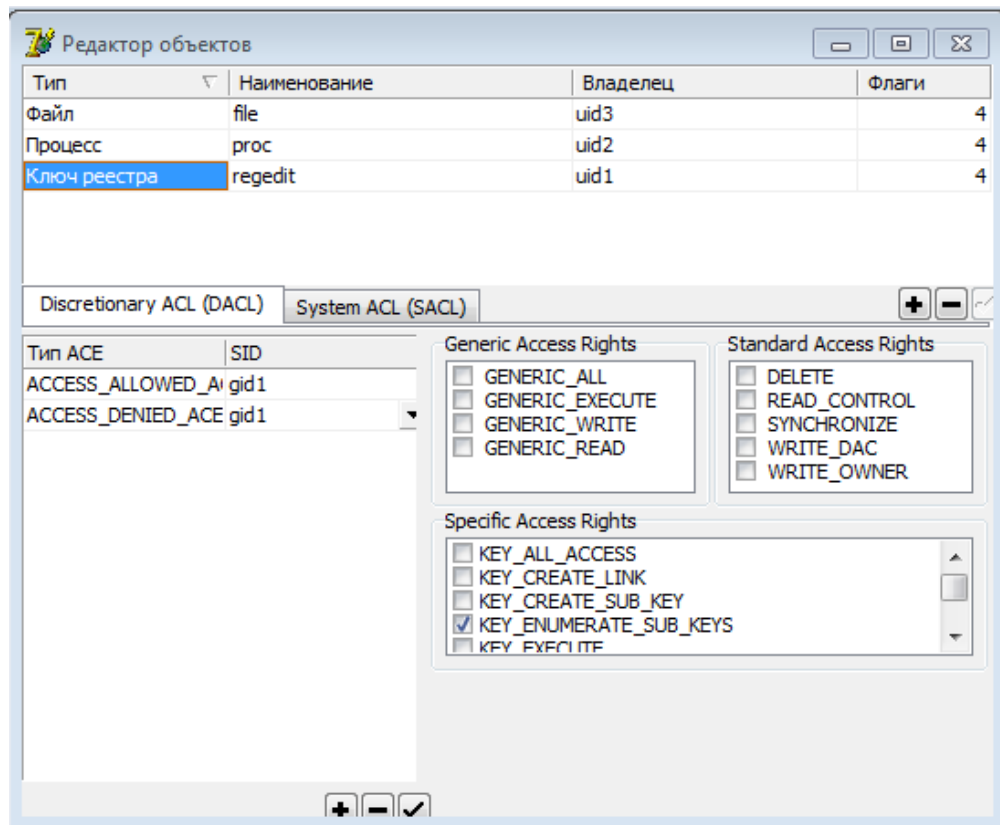 Редактор объектов
Тип Наименование Владелец Флаги
Файл file uid3 4
Процесс proc uid2 4
Ключ реестра regedit uid1 4
Discretionary ACL (DACL) System ACL (SACL)
Тип ACE SID
ACCESS_ALLOWED_A gid1
ACCESS_DENIED_ACE gid1
Generic Access Rights
GENERIC_ALL
GENERIC_EXECUTE
GENERIC_WRITE
GENERIC_READ
Standard Access Rights
DELETE
READ_CONTROL
SYNCHRONIZE
WRITE_DAC
WRITE_OWNER
Specific Access Rights
KEY_ALL_ACCESS
KEY_CREATE_LINK
KEY_CREATE_SUB_KEY
KEY_ENUMERATE_SUB_KEYS
KEY_EXECUTE